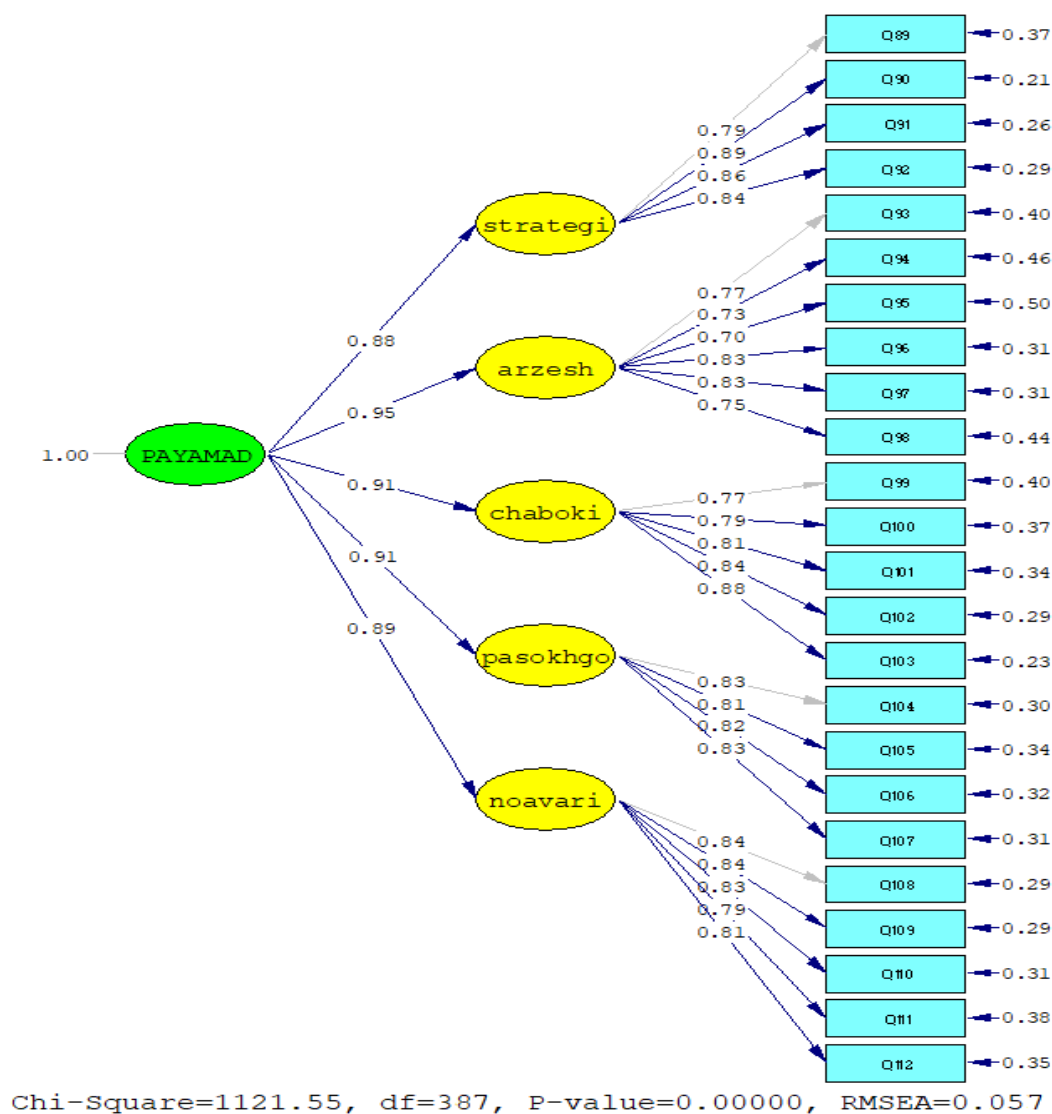 Q89 0.37
Q90 0.21
Q91 0.26
0.79
0.89
0.86
Q92 0.29
0.84
strategi
Q93 0.40
Q94 0.46
0.77
Q95 0.50
0.73
0.70
0.88
Q96 0.31
0.83
arzesh
0.83
Q97 0.31
0.75
0.95
Q98 0.44
1.00 PAYAMAD
Q99 0.40
0.91
0.77
chaboki
0.79
Q100 0.37
0.81
0.91
0.84
Q101 0.34
0.88
Q102 0.29
0.89
pasokhgo
Q103 0.23
0.83
0.81
Q104 0.30
0.82
0.83
Q105 0.34
Q106 0.32
noavari
Q107 0.31
0.84
0.84
Q108 0.29
0.83
0.79
0.81
Q109 0.29
Q110 0.31
Q111 0.38
Q112 0.35
Chi-Square=1121.55, df=387, P-value=0.00000, RMSEA=0.057